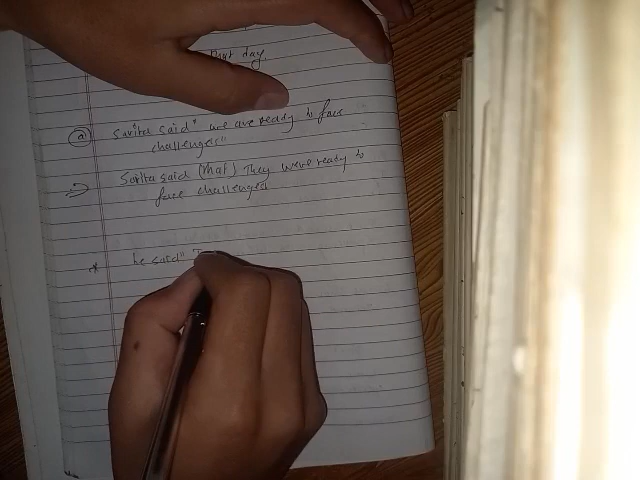 that day.
(a) Savita said " we are ready to face
challenges"
=> Savita said (that) They were ready to
face challenges
* he said" I